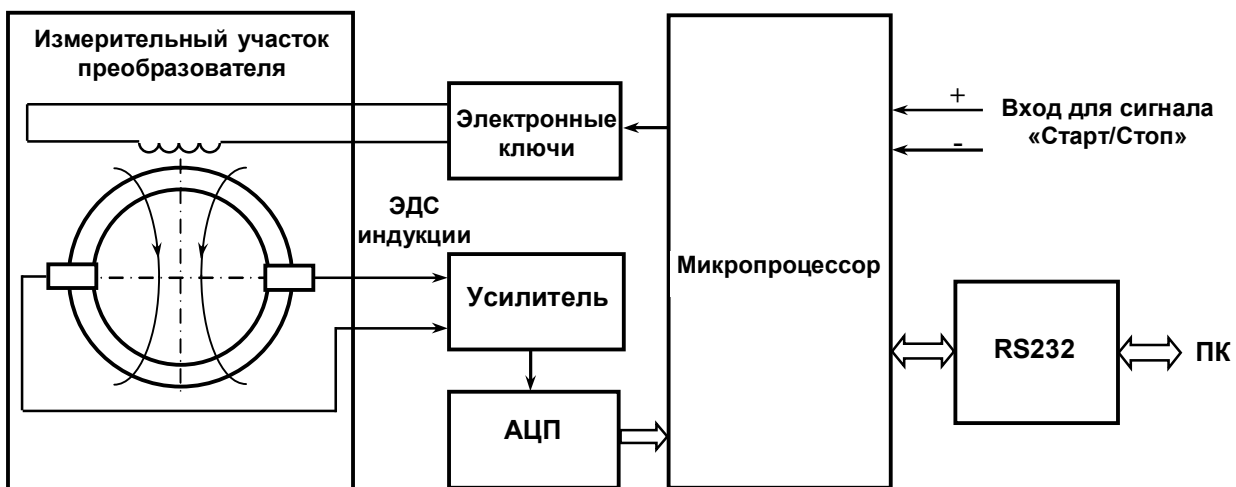 Измерительный участок
преобразователя
Электронные
ключи
ЭДС
индукции
Усилитель
АЦП
Микропроцессор
+
-
Вход для сигнала
«Старт/Стоп»
RS232
ПК